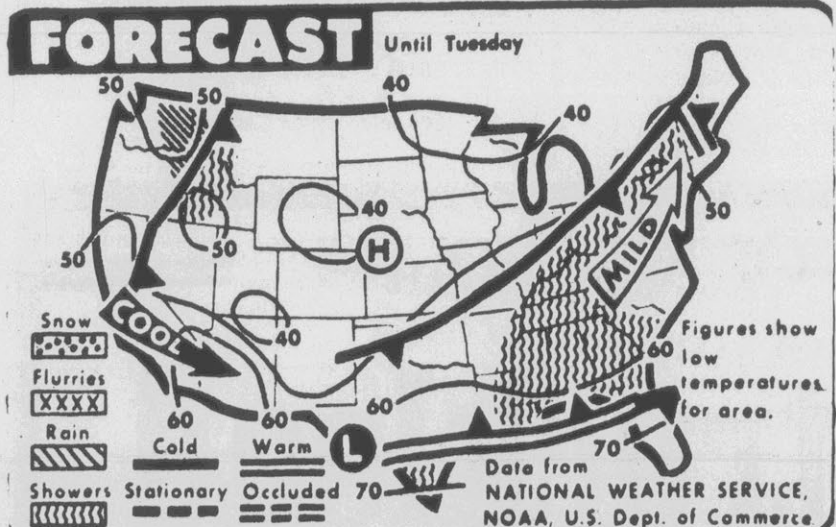 FORECAST
Until Tuesday
50
50
40
40
40
50
50
50
H
MILD
COOL
40
60
60
60
60
70
70
L
Snow
Flurries
XXXX
Rain
Showers
Cold
Warm
Stationary
Occluded
Figures show
low
temperatures
for area.
Data from
NATIONAL WEATHER SERVICE,
NOAA, U.S. Dept. of Commerce